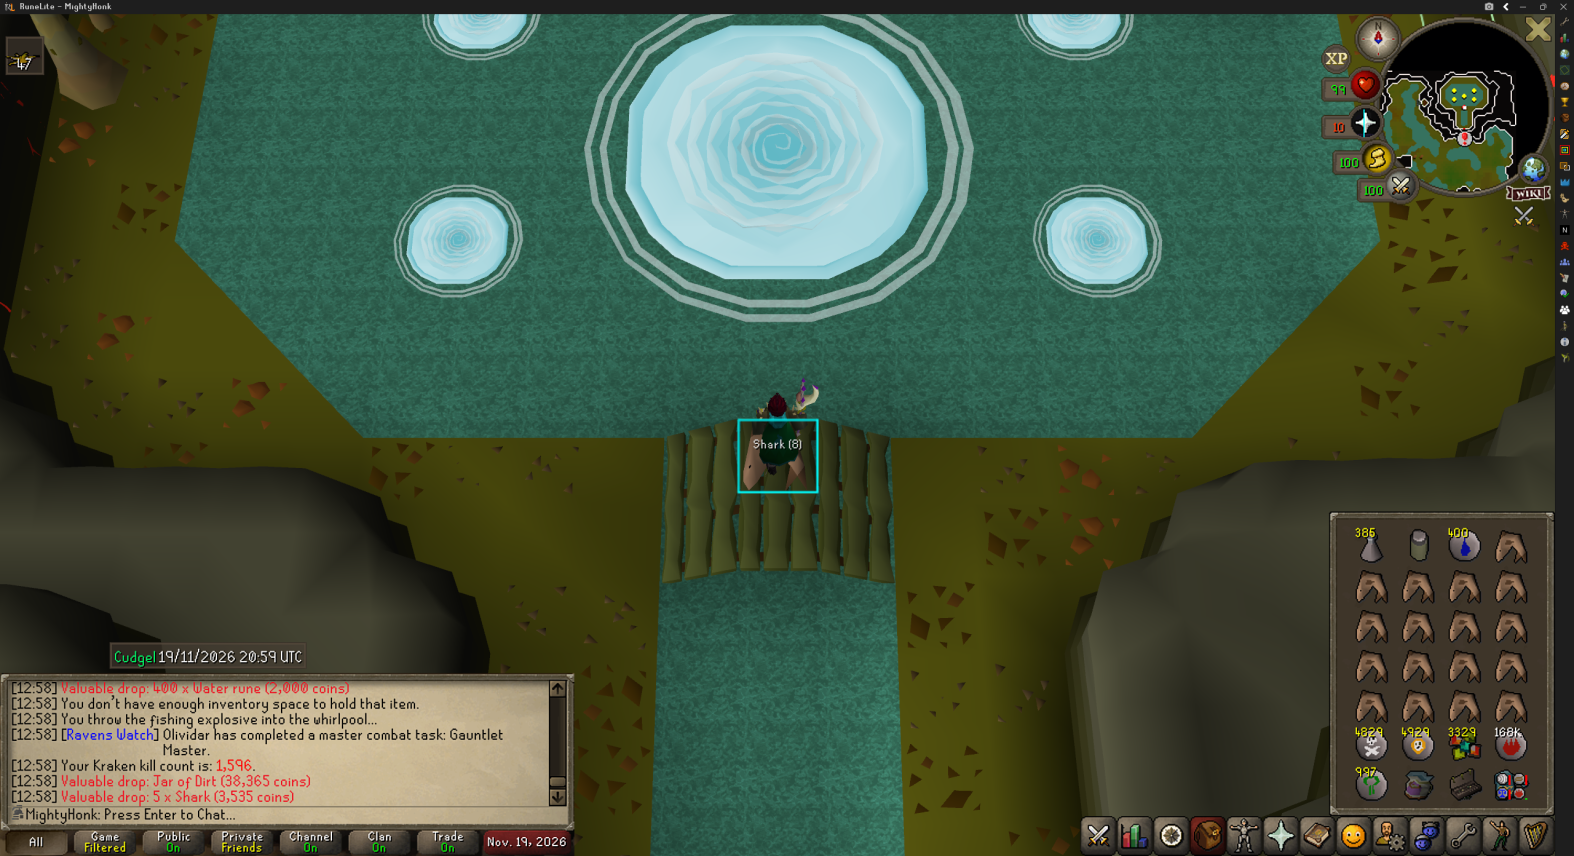 RuneLite - MightyHonk
47
N
XP
99
10
100
100
WIKI
Shark (8)
385
400
4829
4929
3329
168K
997
Cudgel 19/11/2026 20:59 UTC
[12:58] Valuable drop: 400 x Water rune (2,000 coins)
[12:58] You don't have enough inventory space to hold that item.
[12:58] You throw the fishing explosive into the whirlpool...
[12:58] [Ravens Watch] Olividar has completed a master combat task: Gauntlet
Master.
[12:58] Your Kraken kill count is: 1,596.
[12:58] Valuable drop: Jar of Dirt (38,365 coins)
[12:58] Valuable drop: 5 x Shark (3,535 coins)
MightyHonk: Press Enter to Chat...
All
Game
Filtered
Public
On
Private
Friends
Channel
On
Clan
On
Trade
On
Nov. 19, 2026